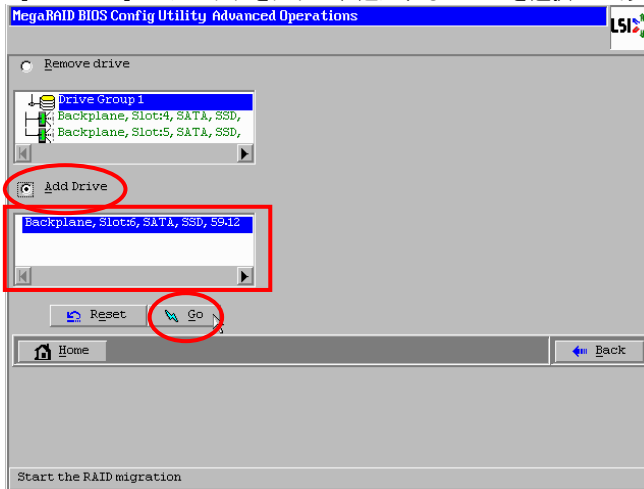 MegaRAID BIOS Config Utility Advanced Operations
LSI
Remove drive
Drive Group 1
Backplane, Slot:4, SATA, SSD,
Backplane, Slot:5, SATA, SSD,
Add Drive
Backplane, Slot:6, SATA, SSD, 59.12
Reset
Go
Home
Back
Start the RAID migration